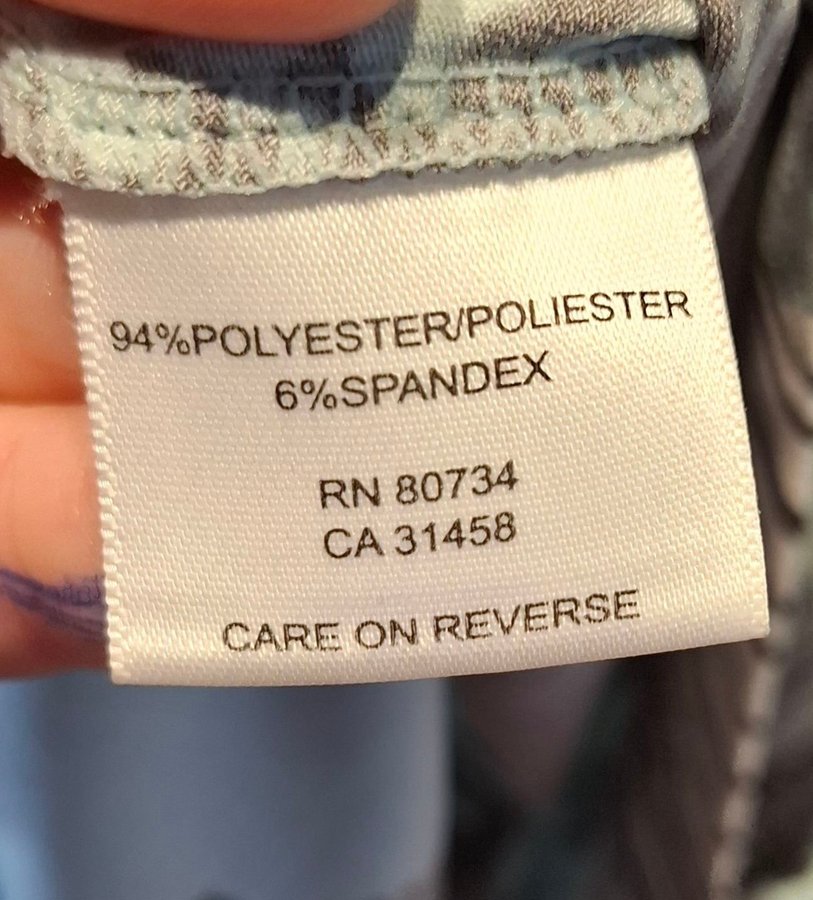 94%POLYESTER/POLIESTER
6%SPANDEX
RN 80734
CA 31458
CARE ON REVERSE